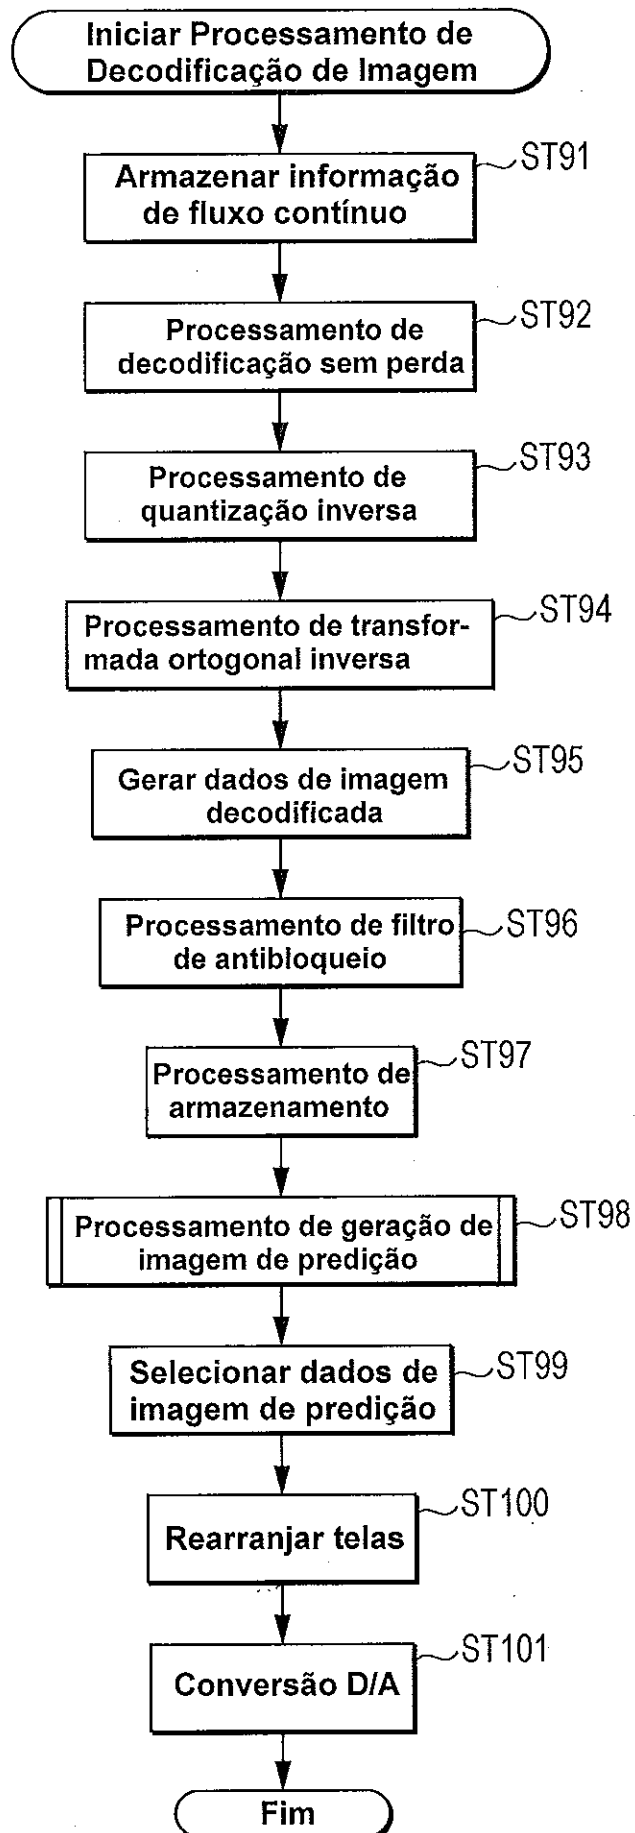 Iniciar Processamento de
Decodificação de Imagem
ST91
Armazenar informação
de fluxo contínuo
ST92
Processamento de
decodificação sem perda
ST93
Processamento de
quantização inversa
ST94
Processamento de transfor-
mada ortogonal inversa
ST95
Gerar dados de imagem
decodificada
ST96
Processamento de filtro
de antibloqueio
ST97
Processamento de
armazenamento
ST98
Processamento de geração de
imagem de predição
ST99
Selecionar dados de
imagem de predição
ST100
Rearranjar telas
ST101
Conversão D/A
Fim